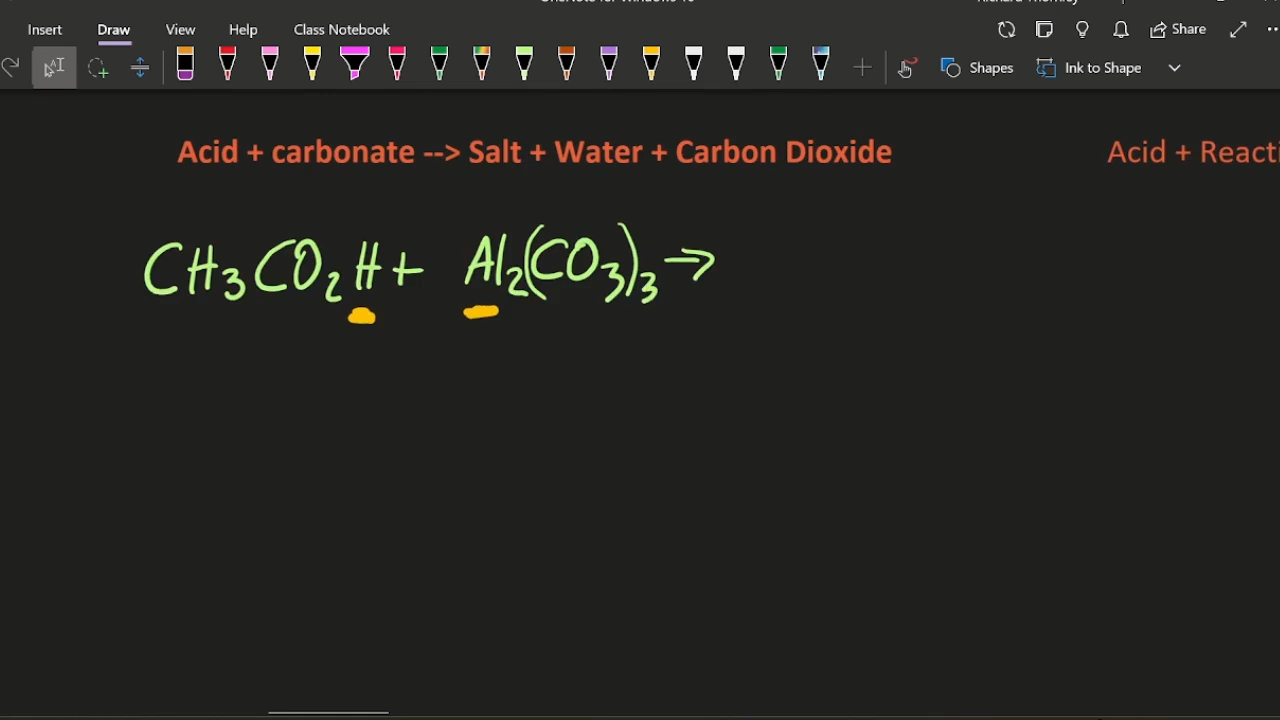 Insert Draw View Help Class Notebook Share
Shapes Ink to Shape
Acid + carbonate --> Salt + Water + Carbon Dioxide Acid + Reacti
CH₃CO₂H + Al₂(CO₃)₃ →